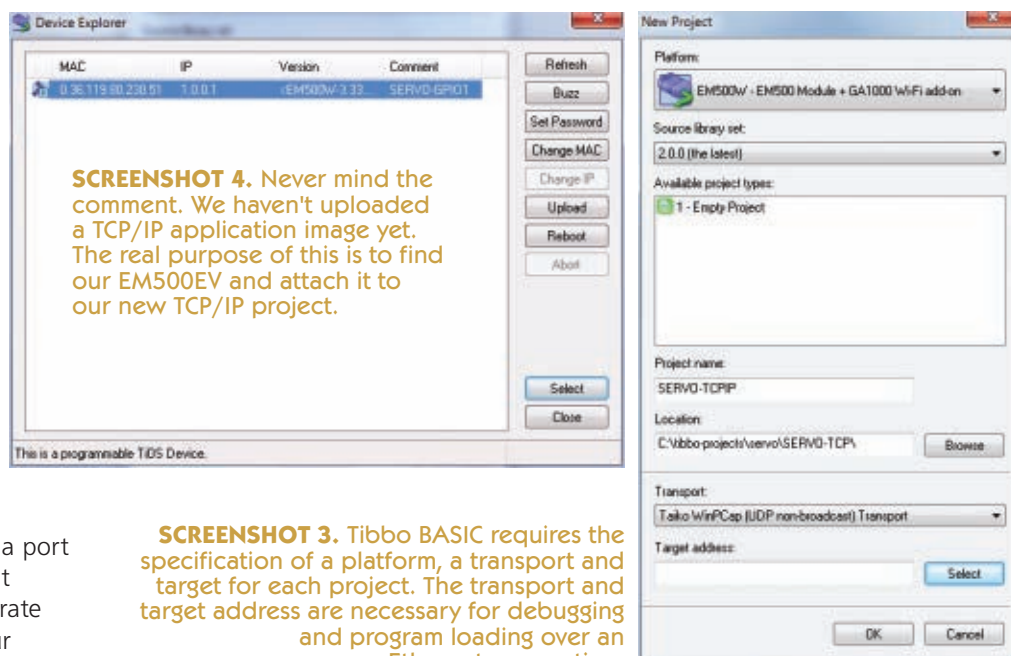 Device Explorer
MAC IP Version Comment
0.36.119.60.230.51 1.0.0.1 <EM500W-3.33... SERVO-GPIO1
Refresh
Buzz
Set Password
Change MAC
Change IP
Upload
Reboot
Abort
Select
Close
This is a programmable TiOS Device.
SCREENSHOT 4. Never mind the
comment. We haven't uploaded
a TCP/IP application image yet.
The real purpose of this is to find
our EM500EV and attach it to
our new TCP/IP project.
New Project
Platform:
EM500W - EM500 Module + GA1000 Wi-Fi add-on
Source library set:
2.0.0 (the latest)
Available project types:
1 - Empty Project
Project name:
SERVO-TCPIP
Location:
C:\tibbo-projects\servo\SERVO-TCP\
Browse
Transport:
Taiko WinPCap (UDP non-broadcast) Transport
Target address:
Select
OK Cancel
a port
t
rate
ur
SCREENSHOT 3. Tibbo BASIC requires the
specification of a platform, a transport and
target for each project. The transport and
target address are necessary for debugging
and program loading over an